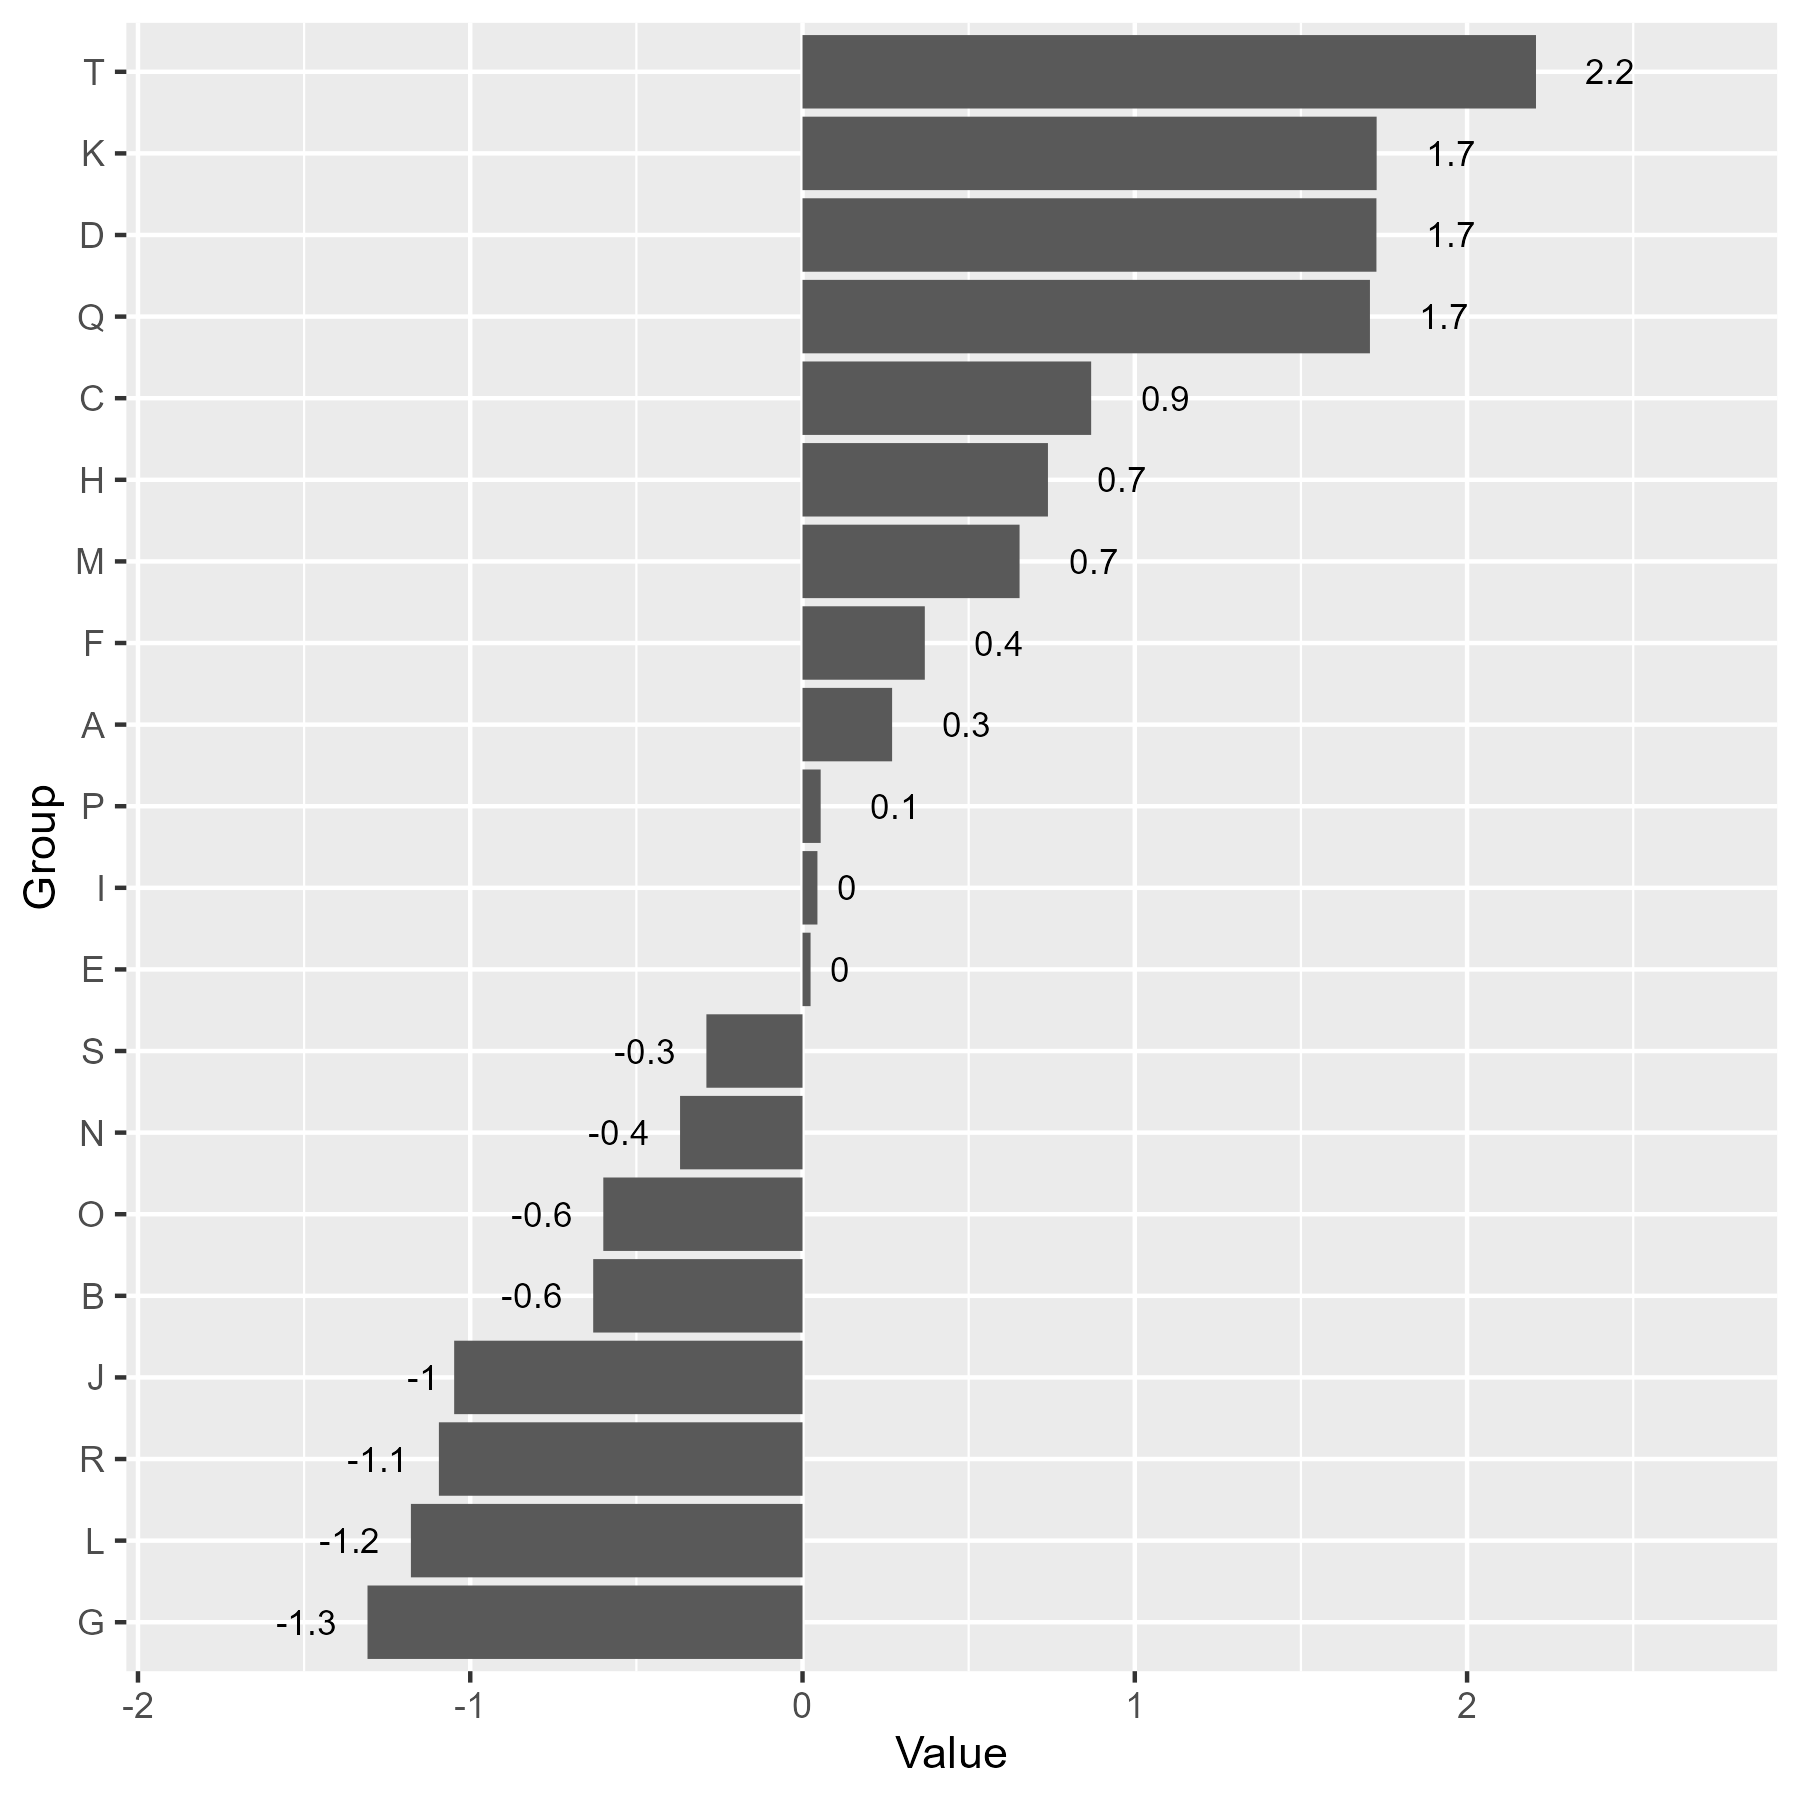 T 2.2
K 1.7
D 1.7
Q 1.7
C 0.9
H 0.7
M 0.7
F 0.4
A 0.3
P 0.1
I 0
E 0
S -0.3
N -0.4
O -0.6
B -0.6
J -1
R -1.1
L -1.2
G -1.3
Group
-2 -1 0 1 2
Value